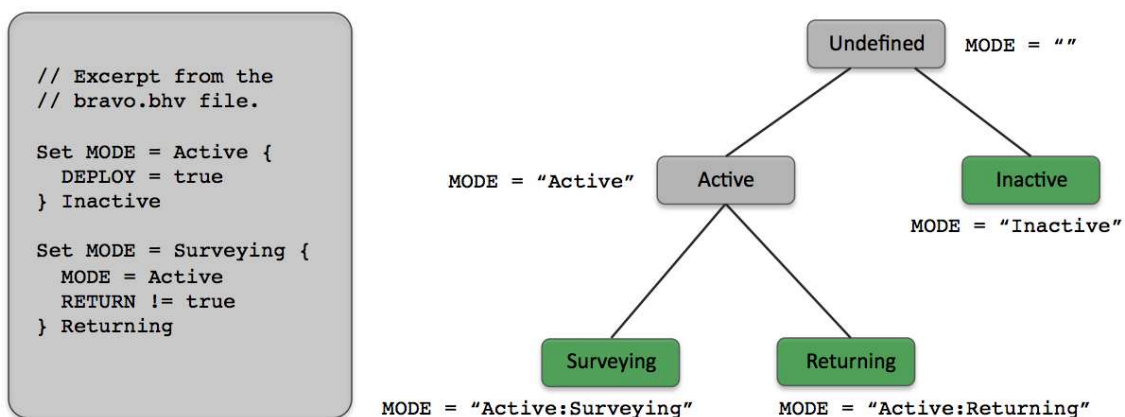 // Excerpt from the
// bravo.bhv file.
Set MODE = Active {
DEPLOY = true
} Inactive
Set MODE = Surveying {
MODE = Active
RETURN != true
} Returning
Undefined
MODE = “”
MODE = “Active”
Active
Inactive
MODE = “Inactive”
Surveying
Returning
MODE = “Active:Surveying”
MODE = “Active:Returning”